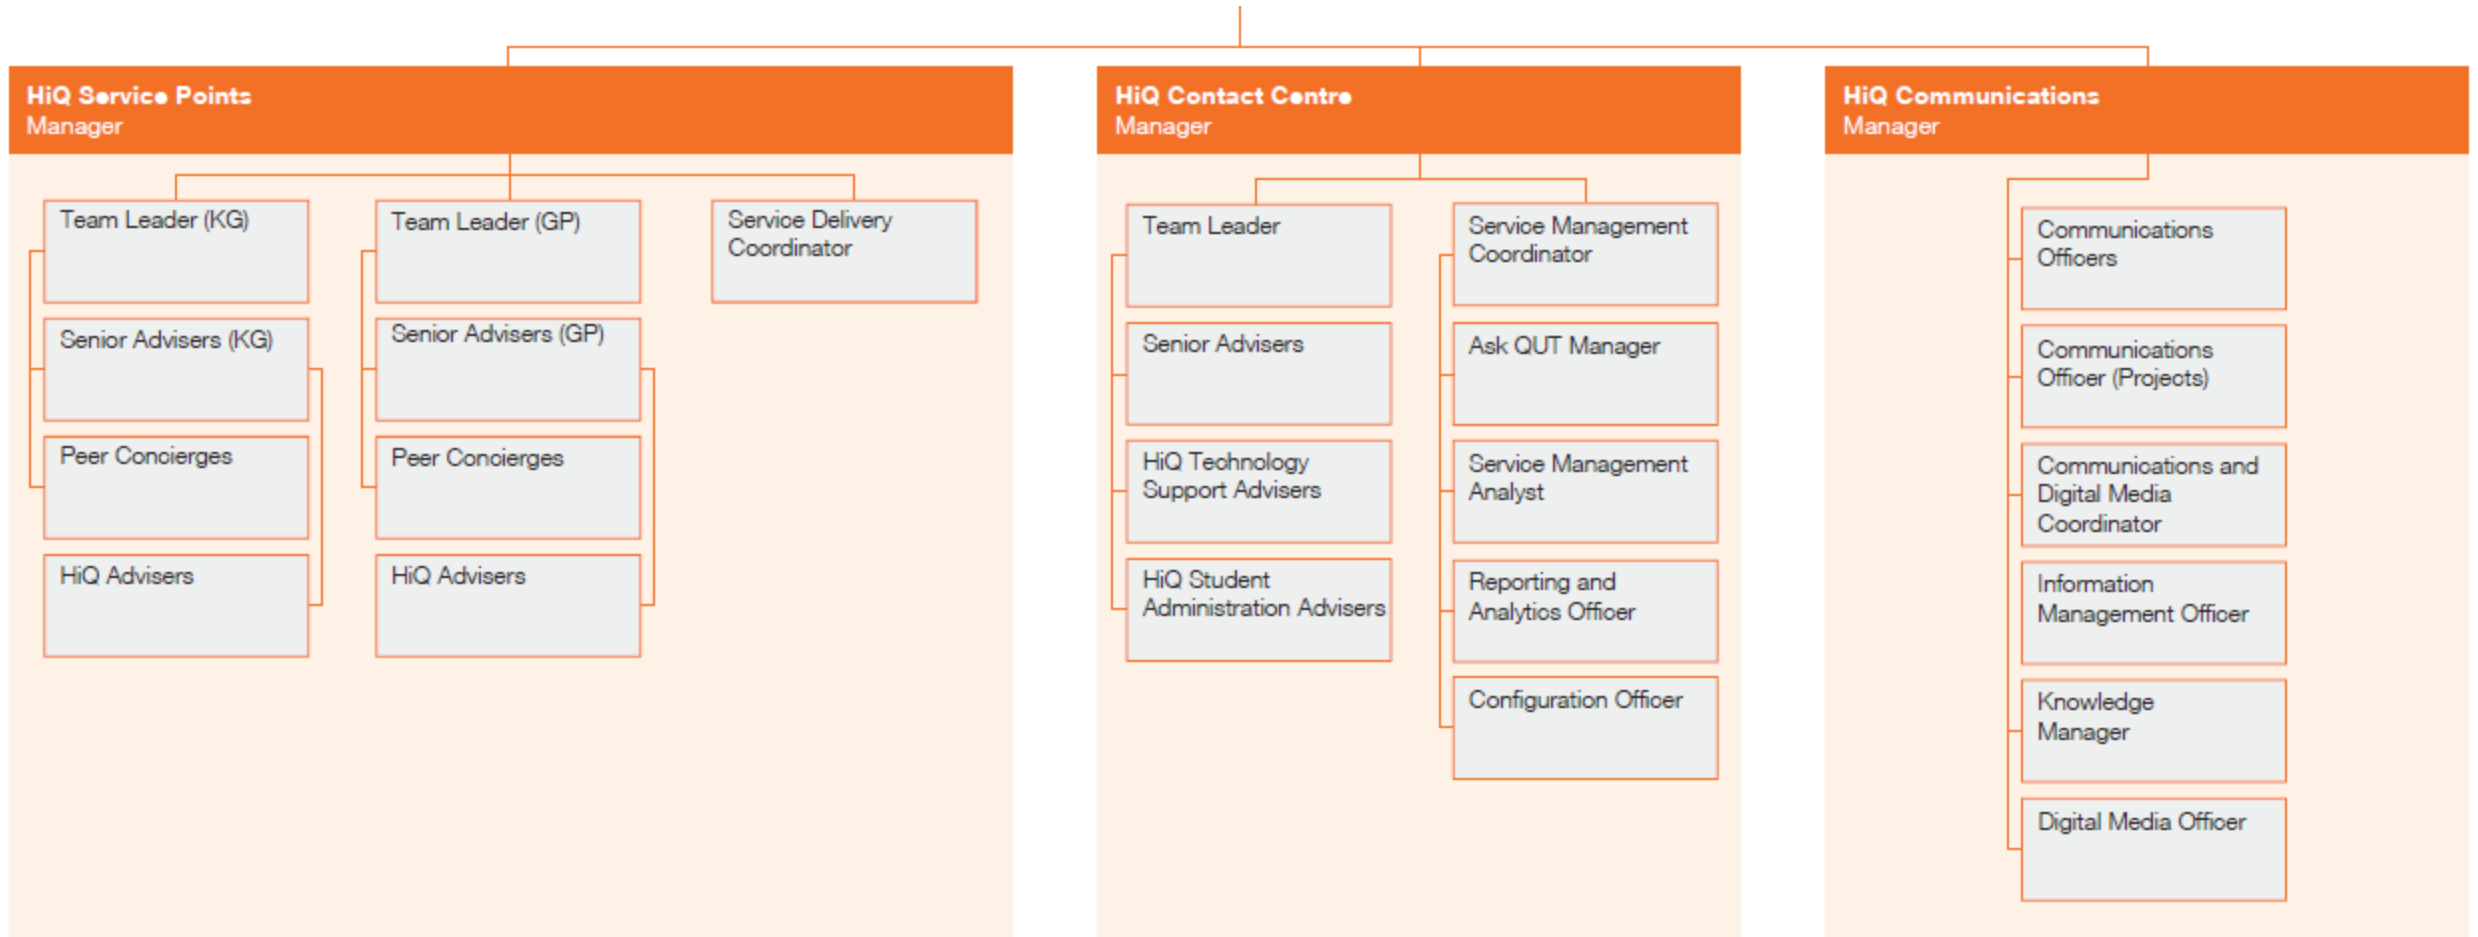 HiQ Service Points
Manager
Team Leader (KG)
Senior Advisers (KG)
Peer Concierges
HiQ Advisers
Team Leader (GP)
Senior Advisers (GP)
Peer Concierges
HiQ Advisers
Service Delivery
Coordinator
HiQ Contact Centre
Manager
Team Leader
Senior Advisers
HiQ Technology
Support Advisers
HiQ Student
Administration Advisers
Service Management
Coordinator
Ask QUT Manager
Service Management
Analyst
Reporting and
Analytics Officer
Configuration Officer
HiQ Communications
Manager
Communications
Officers
Communications
Officer (Projects)
Communications and
Digital Media
Coordinator
Information
Management Officer
Knowledge
Manager
Digital Media Officer